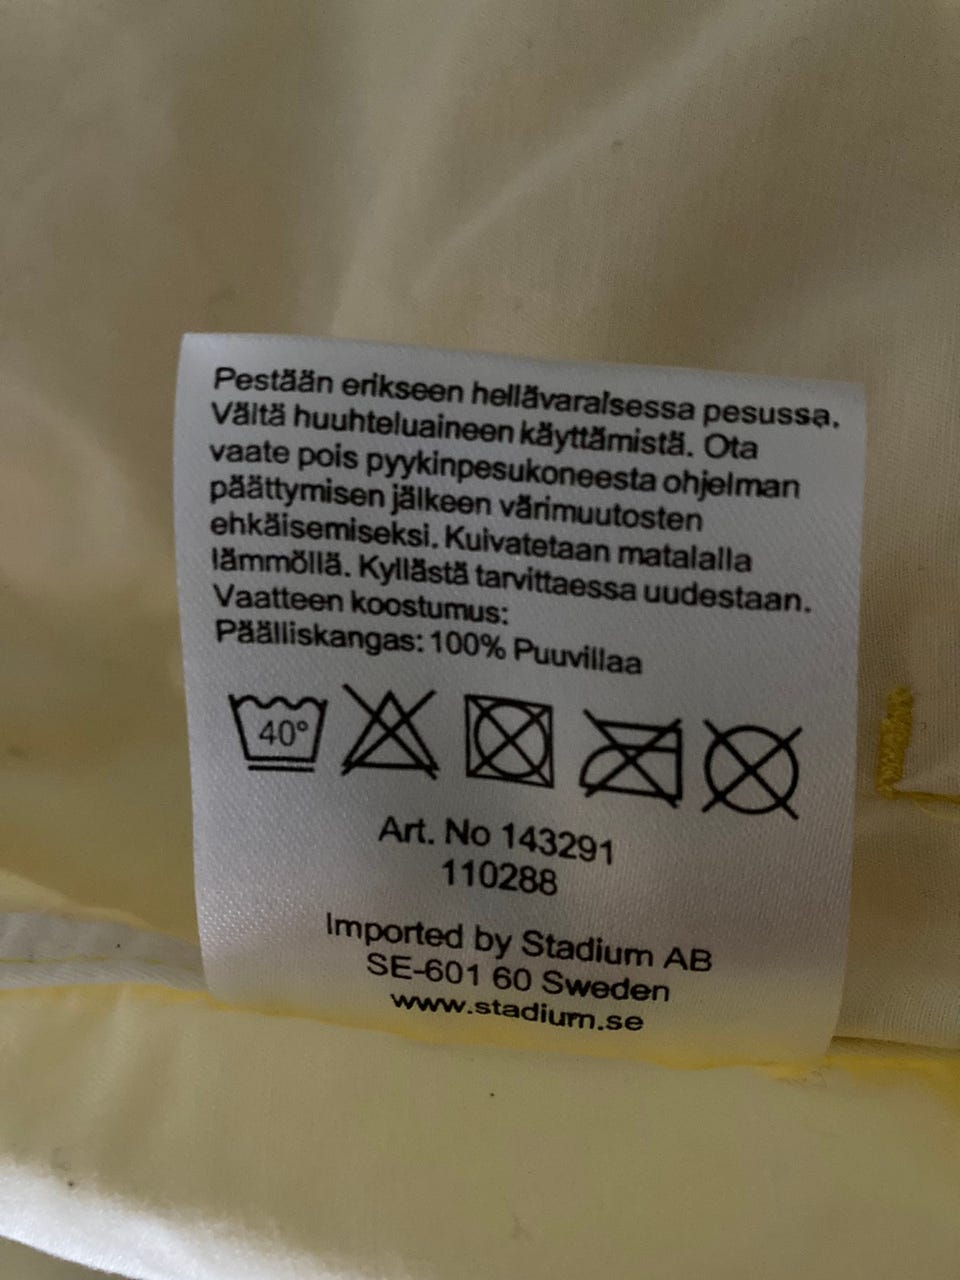 Pestään erikseen hellävaraisessa pesussa.
Vältä huuhteluaineen käyttämistä. Ota
vaate pois pyykinpesukoneesta ohjelman
päättymisen jälkeen värimuutosten
ehkäisemiseksi. Kuivatetaan matalalla
lämmöllä. Kyllästä tarvittaessa uudestaan.
Vaatteen koostumus:
Päälliskangas: 100% Puuvillaa
40°
Art. No 143291
110288
Imported by Stadium AB
SE-601 60 Sweden
www.stadium.se